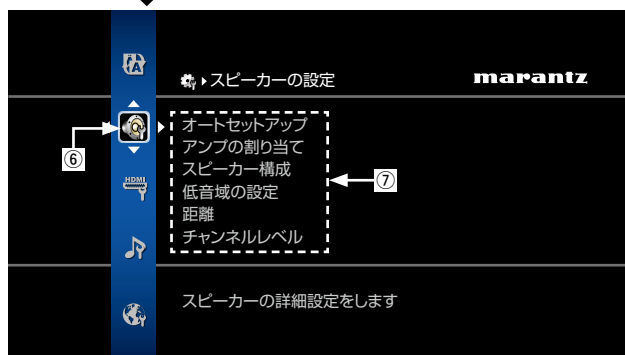 スピーカーの設定
marantz
オートセットアップ
アンプの割り当て
スピーカー構成
低音域の設定
距離
チャンネルレベル
⑥
⑦
HDMI
A
スピーカーの詳細設定をします